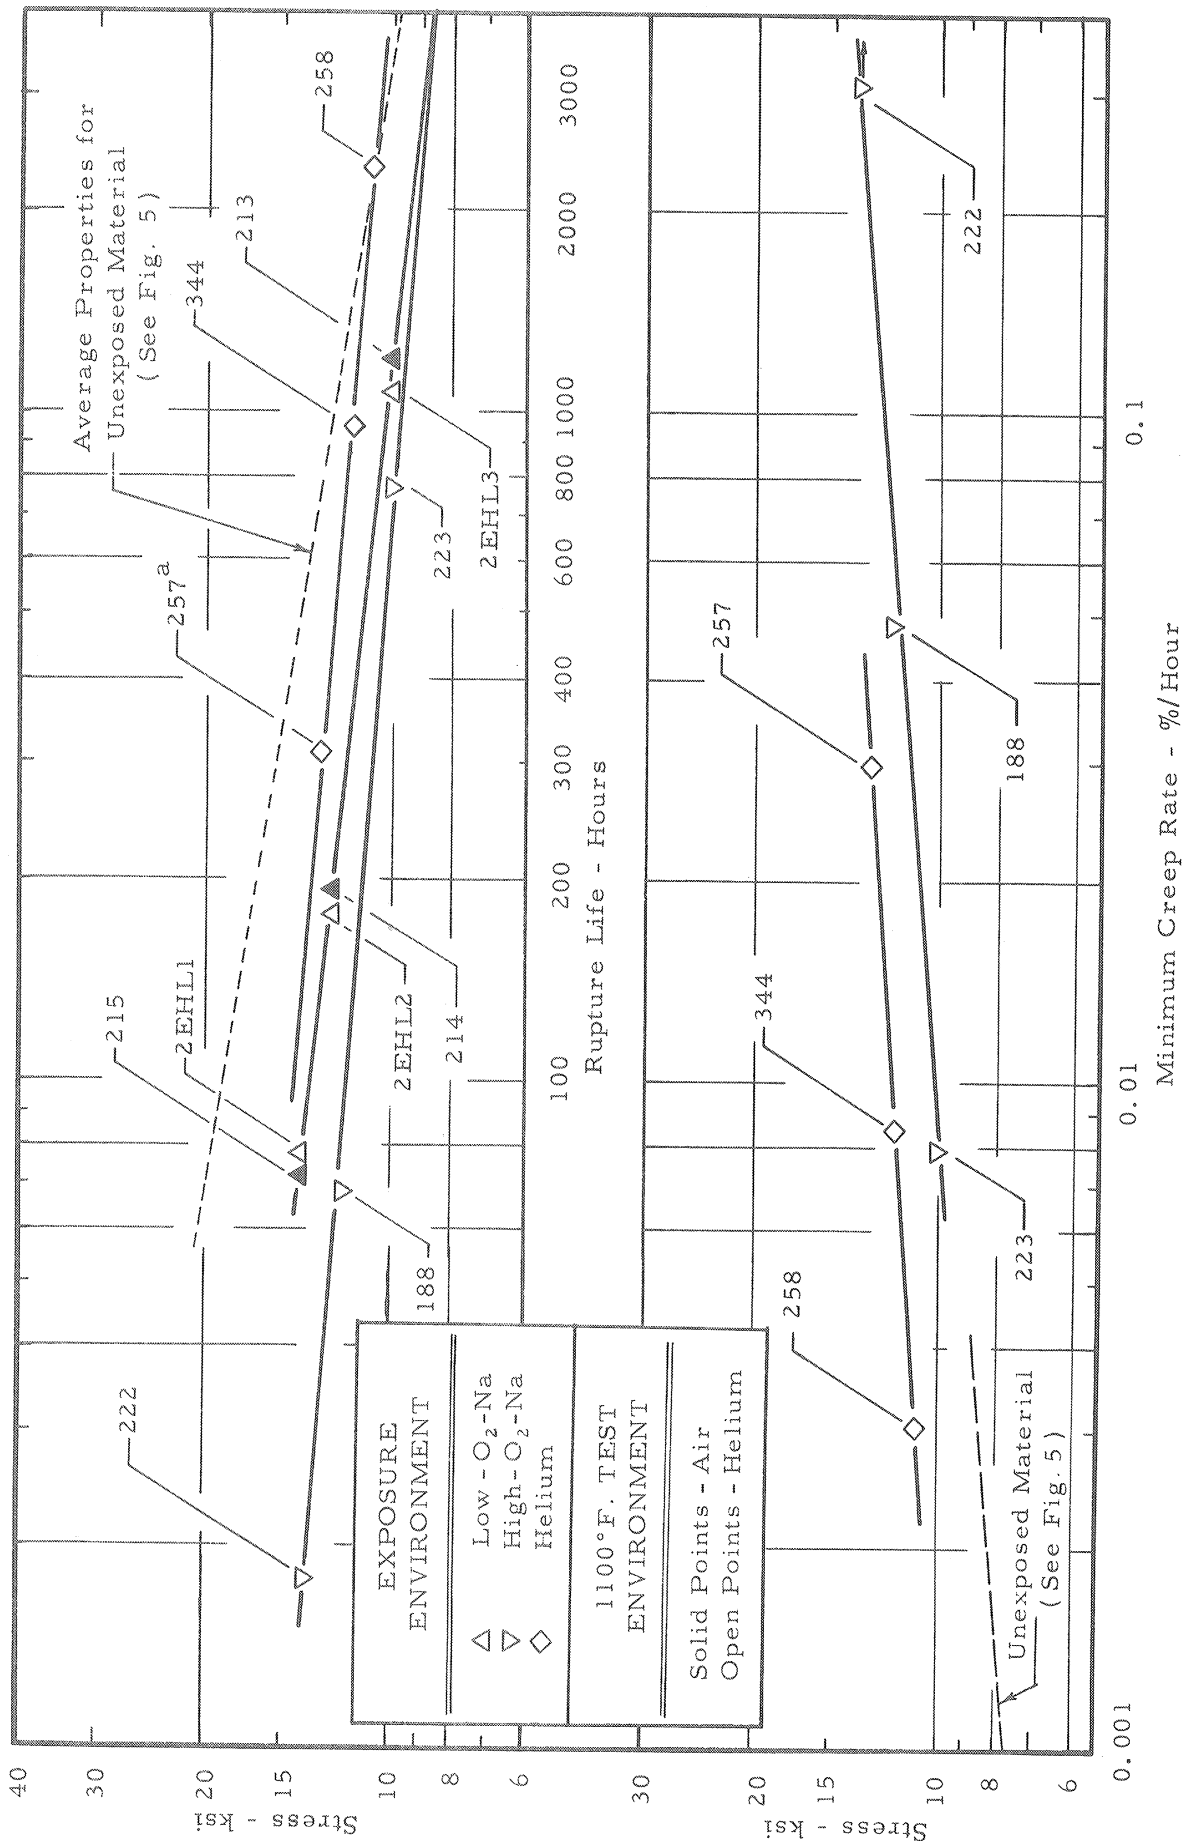 40
30
20
15
10
8
6
Stress - ksi
222
215
2EHL1
257a
344
213
258
Average Properties for
Unexposed Material
(See Fig. 5)
188
2EHL2
214
223
2EHL3
100
200
300
400
600
800
1000
2000
3000
Rupture Life - Hours
EXPOSURE
ENVIRONMENT
Low-O2-Na
High-O2-Na
Helium
1100°F. TEST
ENVIRONMENT
Solid Points - Air
Open Points - Helium
20
15
10
8
6
Stress - ksi
258
344
257
Unexposed Material
(See Fig. 5)
223
188
222
0.001
0.01
0.1
Minimum Creep Rate - %/Hour